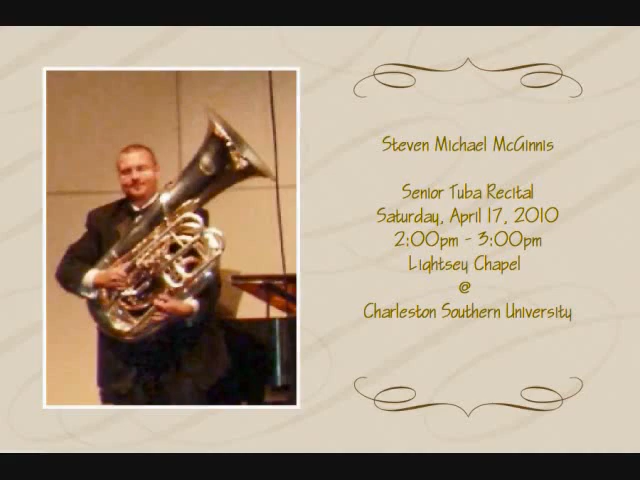 Steven Michael McGinnis
Senior Tuba Recital
Saturday, April 17, 2010
2:00pm - 3:00pm
Lightsey Chapel
@
Charleston Southern University